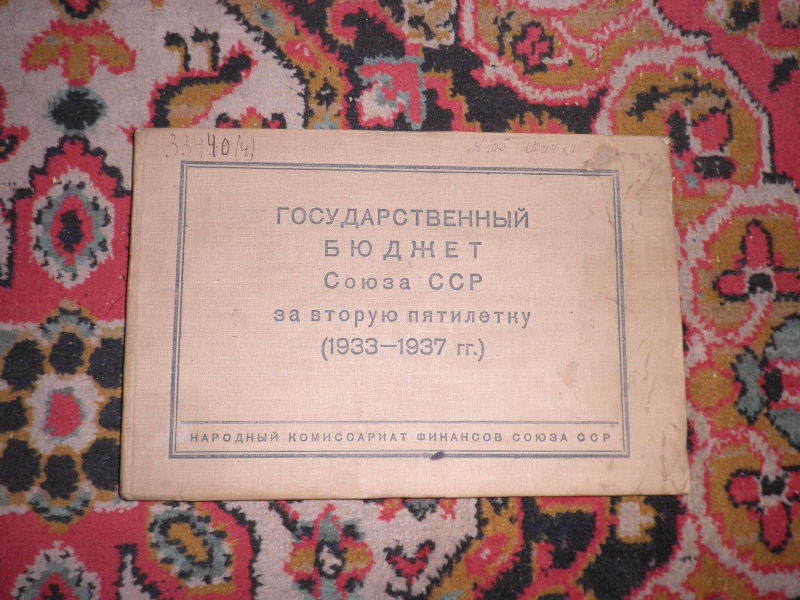 33440/4)
ГОСУДАРСТВЕННЫЙ
БЮДЖЕТ
Союза ССР
за вторую пятилетку
(1933—1937 гг.)
НАРОДНЫЙ КОМИССАРИАТ ФИНАНСОВ СОЮЗА ССР